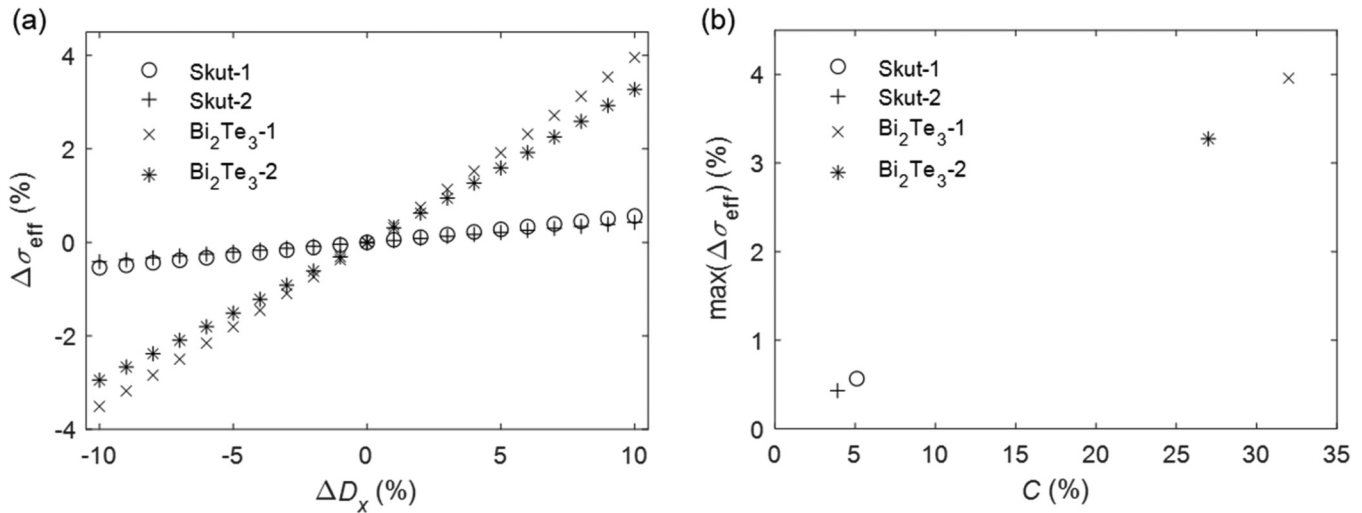 (a)
4
2
0
-2
-4
Δσeff (%)
Skut-1
Skut-2
Bi2Te3-1
Bi2Te3-2
-10 -5 0 5 10
ΔDx (%)
(b)
4
3
2
1
0
max(Δσeff) (%)
Skut-1
Skut-2
Bi2Te3-1
Bi2Te3-2
0 5 10 15 20 25 30 35
C (%)